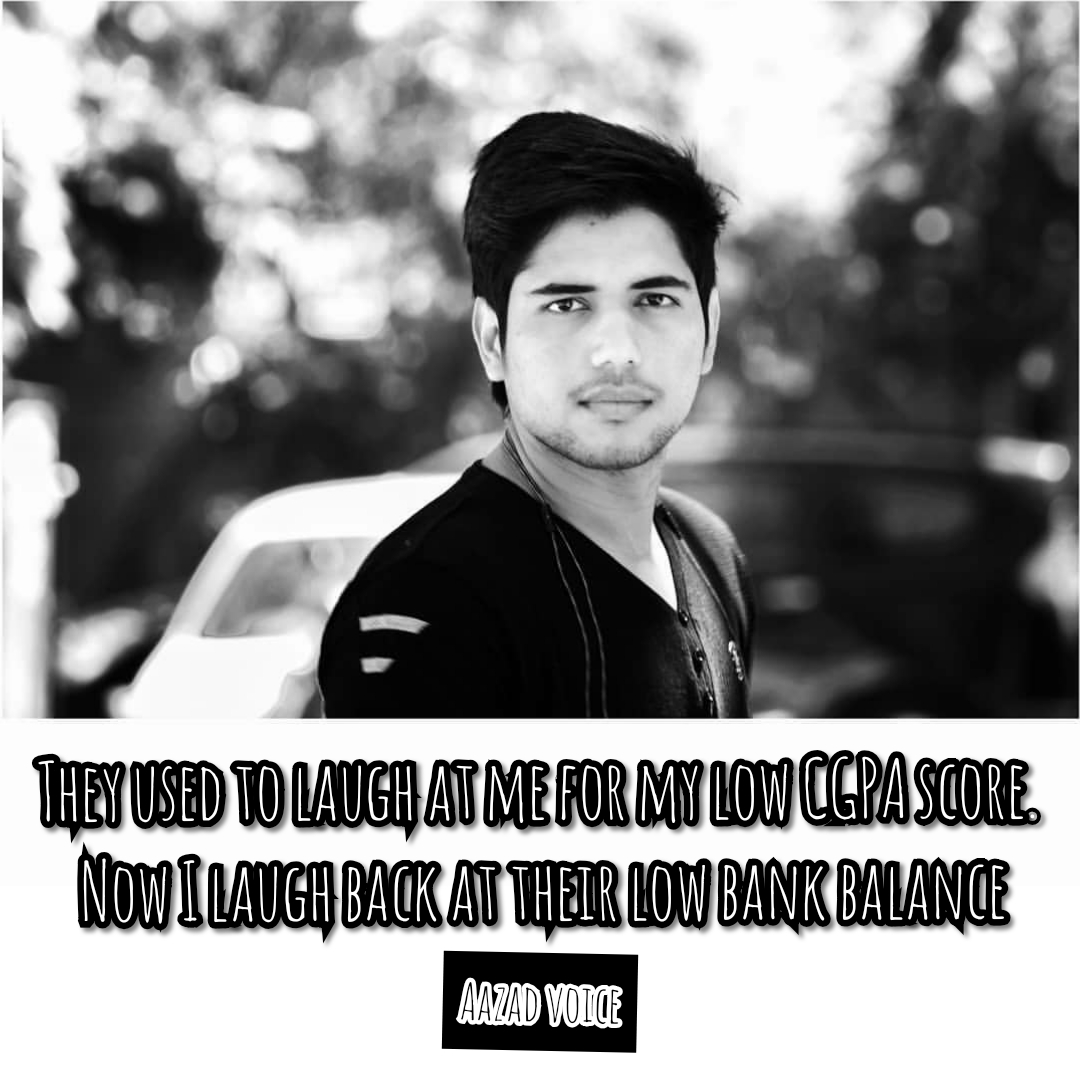 They used to laugh at me for my low CGPA score.
Now I laugh back at their low bank balance
Aazad voice